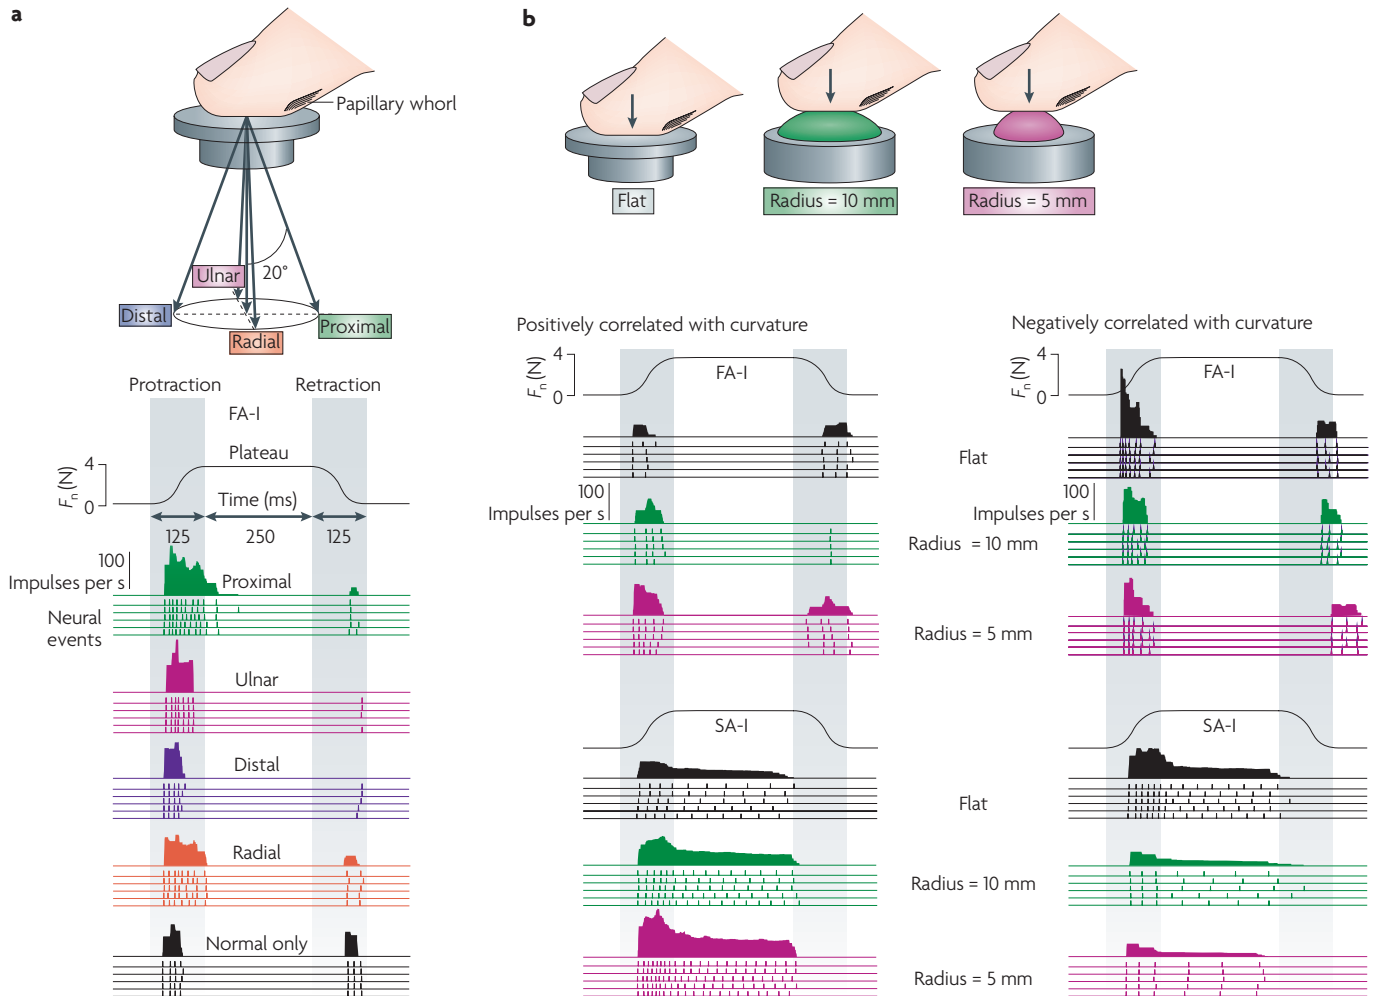 a
Papillary whorl
20°
Ulnar
Distal
Proximal
Radial
Protraction
Retraction
FA-I
Plateau
4
0
Fn (N)
Time (ms)
125
250
125
100
Impulses per s
Proximal
Neural
events
Ulnar
Distal
Radial
Normal only
b
Flat
Radius = 10 mm
Radius = 5 mm
Positively correlated with curvature
Negatively correlated with curvature
4
0
Fn (N)
FA-I
4
0
Fn (N)
FA-I
Flat
100
Impulses per s
100
Impulses per s
Radius = 10 mm
Radius = 5 mm
SA-I
SA-I
Flat
Radius = 10 mm
Radius = 5 mm